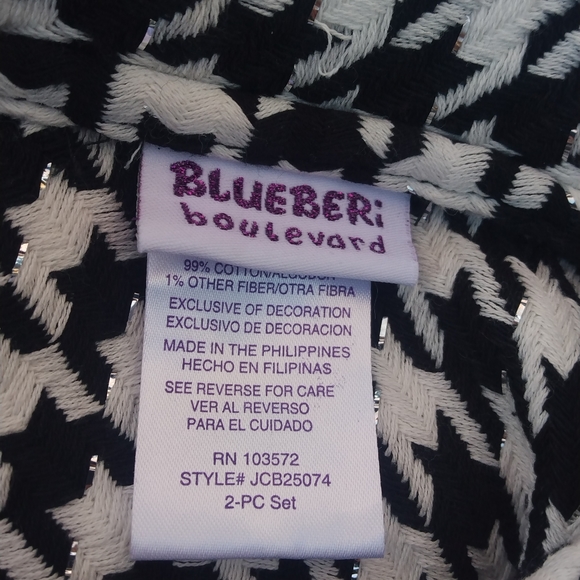 BLUEBERi
boulevard
99% COTTON/ALGODON
1% OTHER FIBER/OTRA FIBRA
EXCLUSIVE OF DECORATION
EXCLUSIVO DE DECORACION
MADE IN THE PHILIPPINES
HECHO EN FILIPINAS
SEE REVERSE FOR CARE
VER AL REVERSO
PARA EL CUIDADO
RN 103572
STYLE# JCB25074
2-PC Set